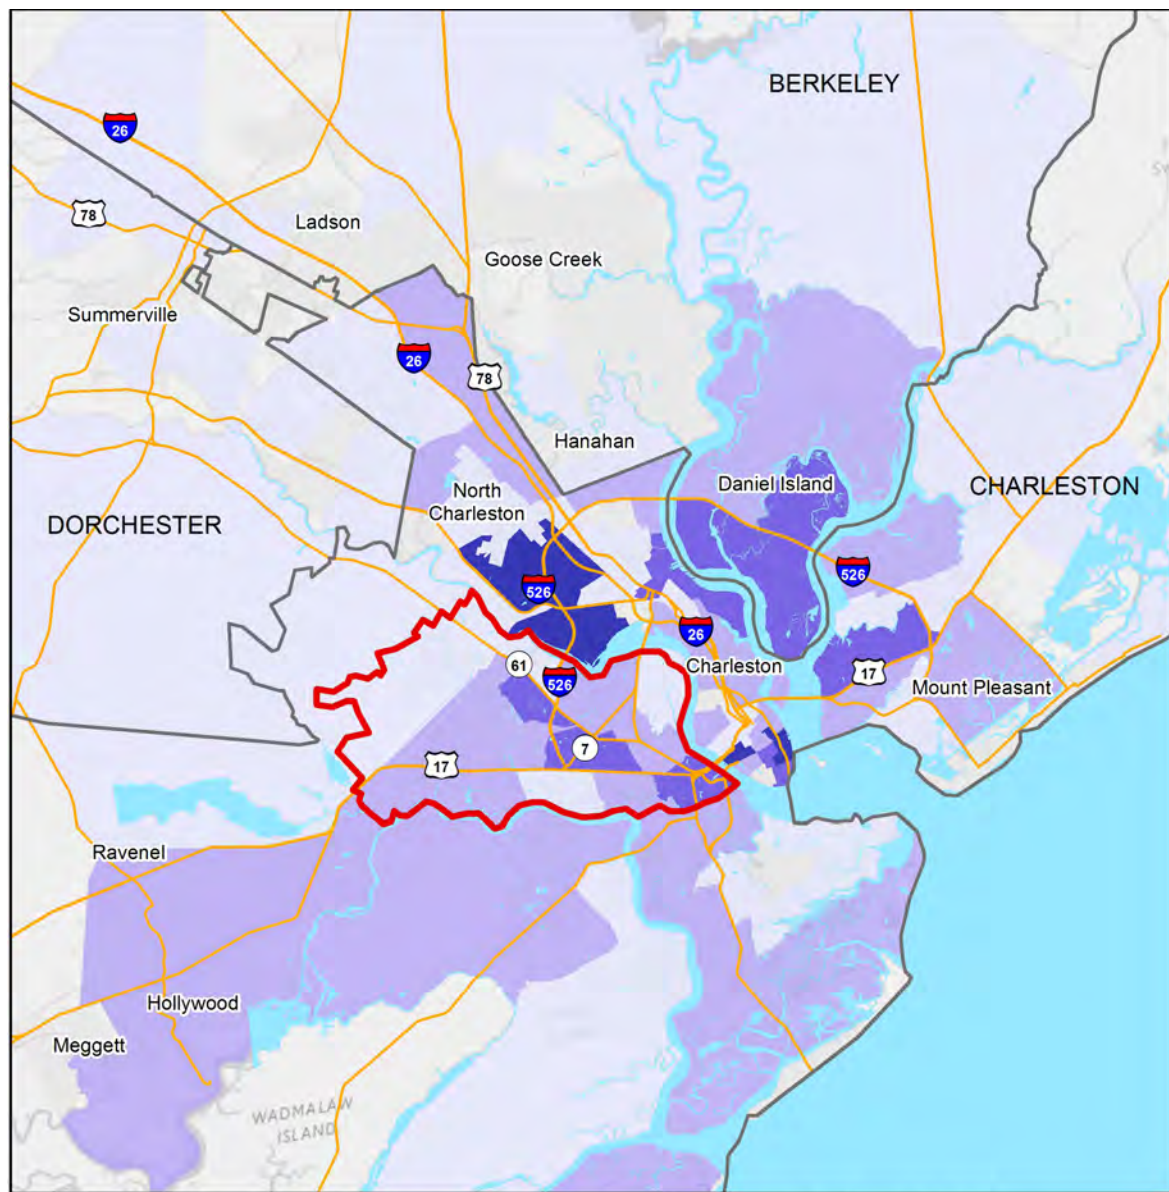 BERKELEY
26
78
Ladson
Goose Creek
Summerville
26
78
Hanahan
Daniel Island
North
Charleston
CHARLESTON
DORCHESTER
526
526
26
61
Charleston
17
526
Mount Pleasant
7
17
Ravenel
Hollywood
Meggett
WADMALAW
ISLAND